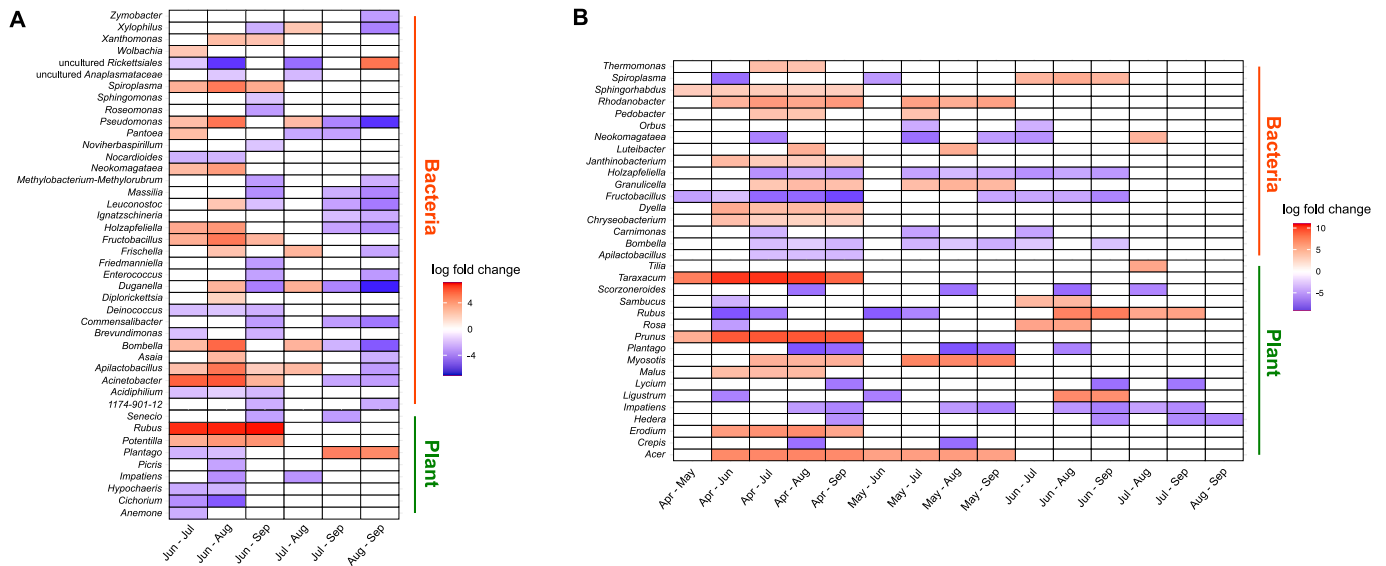 A
Zymobacter
Xylophilus
Xanthomonas
Wolbachia
uncultured Rickettsiales
uncultured Anaplasmataceae
Spiroplasma
Sphingomonas
Roseomonas
Pseudomonas
Pantoea
Noviherbaspirillum
Nocardioides
Neokomagataea
Methylobacterium-Methylorubrum
Massilia
Leuconostoc
Ignatzschineria
Holzapfeliella
Fructobacillus
Frischella
Friedmanniella
Enterococcus
Duganella
Diplorickettsia
Deinococcus
Commensalibacter
Brevundimonas
Bombella
Asaia
Apilactobacillus
Acinetobacter
Acidiphilium
1174-901-12
Senecio
Rubus
Potentilla
Plantago
Picris
Impatiens
Hypochaeris
Cichorium
Anemone
Jun - Jul
Jun - Aug
Jun - Sep
Jul - Aug
Jul - Sep
Aug - Sep
Bacteria
Plant
log fold change
4
0
-4
B
Thermomonas
Spiroplasma
Sphingorhabdus
Rhodanobacter
Pedobacter
Orbus
Neokomagataea
Luteibacter
Janthinobacterium
Holzapfeliella
Granulicella
Fructobacillus
Dyella
Chryseobacterium
Carnimonas
Bombella
Apilactobacillus
Tilia
Taraxacum
Scorzoneroides
Sambucus
Rubus
Rosa
Prunus
Plantago
Myosotis
Malus
Lycium
Ligustrum
Impatiens
Hedera
Erodium
Crepis
Acer
Apr - May
Apr - Jun
Apr - Jul
Apr - Aug
Apr - Sep
May - Jun
May - Jul
May - Aug
May - Sep
Jun - Jul
Jun - Aug
Jun - Sep
Jul - Aug
Jul - Sep
Aug - Sep
Bacteria
Plant
log fold change
10
5
0
-5